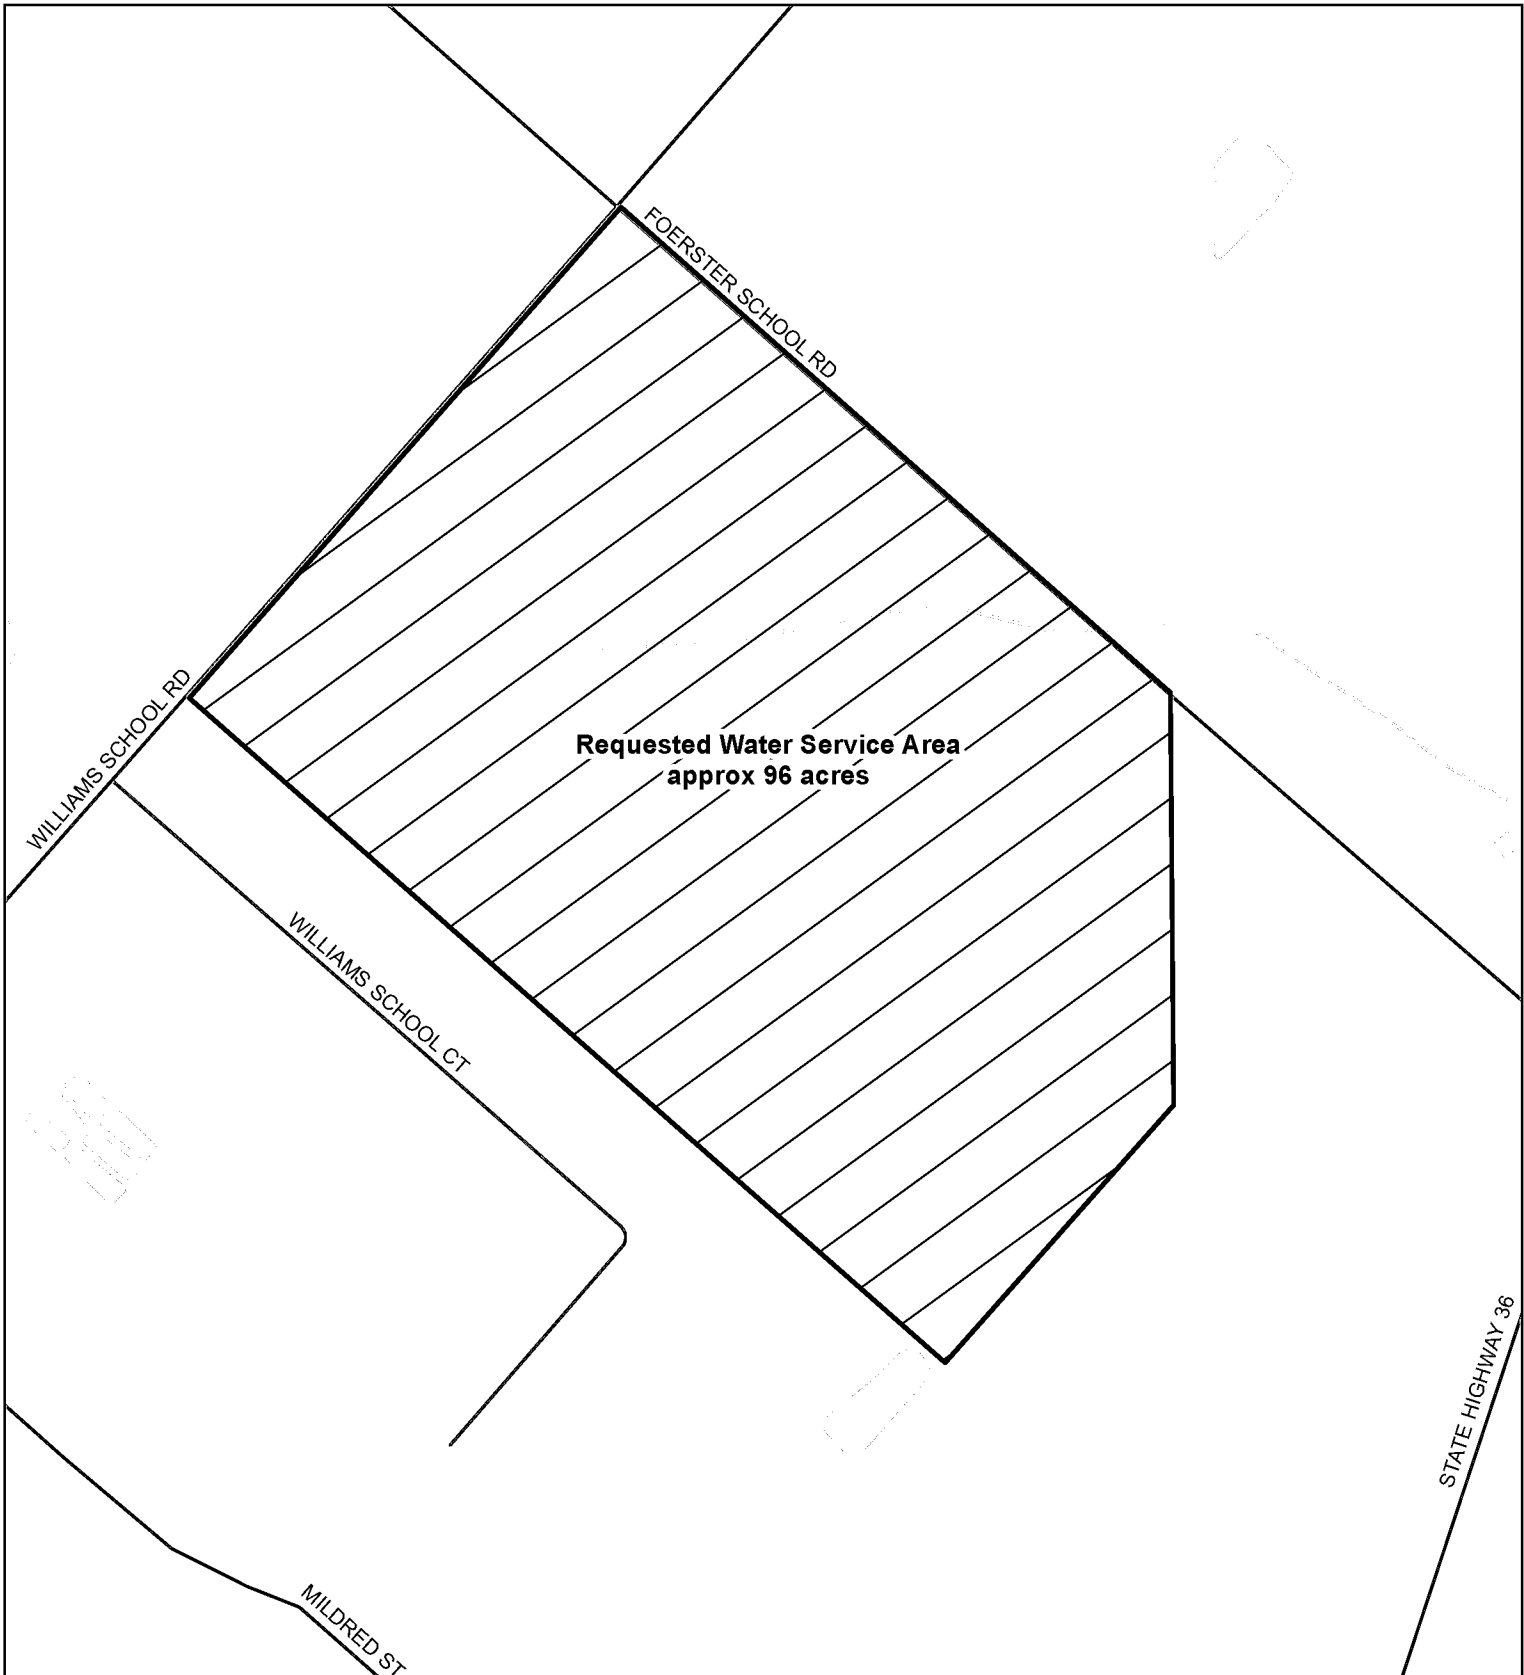 FOERSTER SCHOOL RD
WILLIAMS SCHOOL RD
Requested Water Service Area
approx 96 acres
WILLIAMS SCHOOL CT
STATE HIGHWAY 36
MILDRED ST